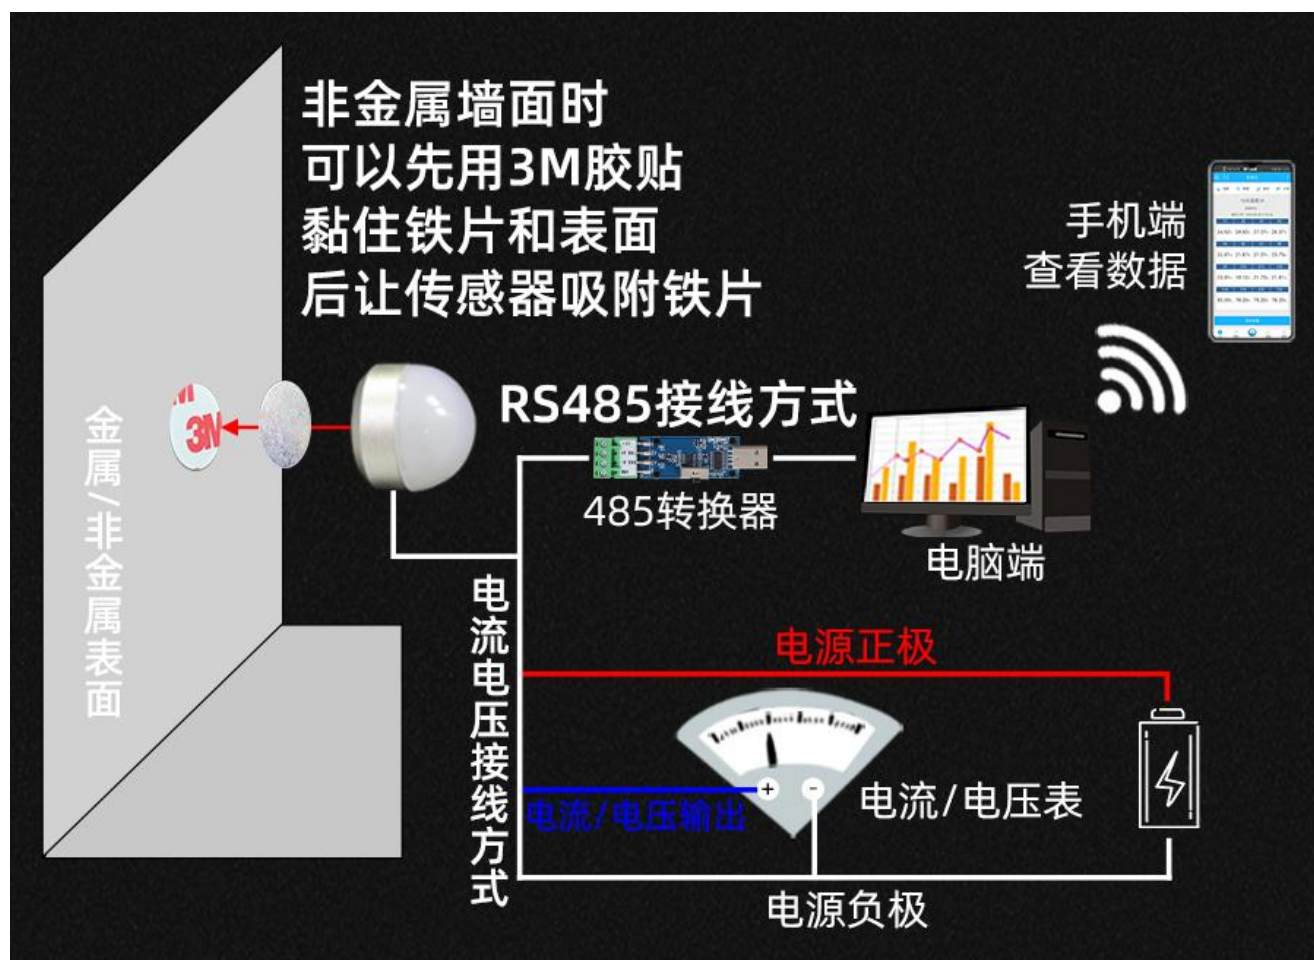 非金属墙面时
可以先用3M胶贴
黏住铁片和表面
后让传感器吸附铁片
手机端
查看数据
RS485接线方式
3M
金属/非金属表面
485转换器
电脑端
电流电压接线方式
电源正极
电流/电压输出
+
-
电流/电压表
电源负极